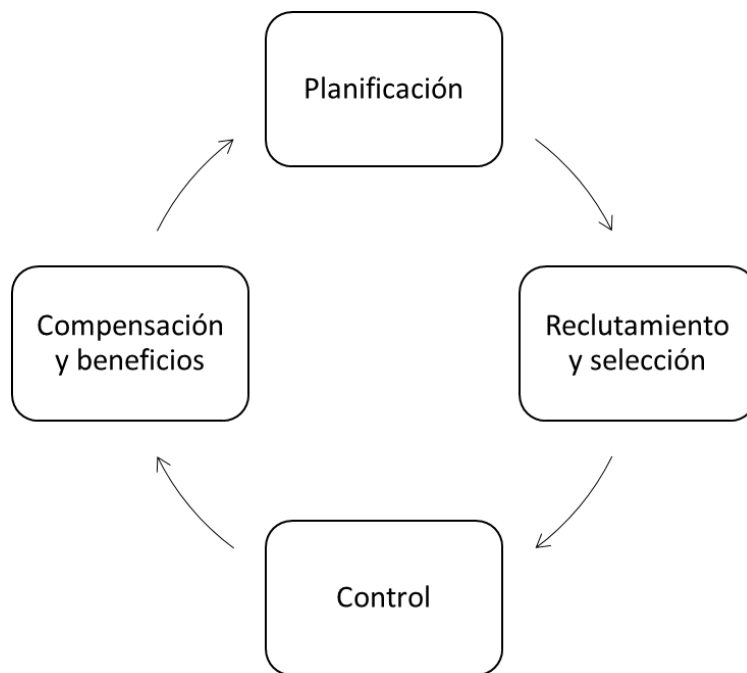 Planificación
Reclutamiento
y selección
Control
Compensación
y beneficios